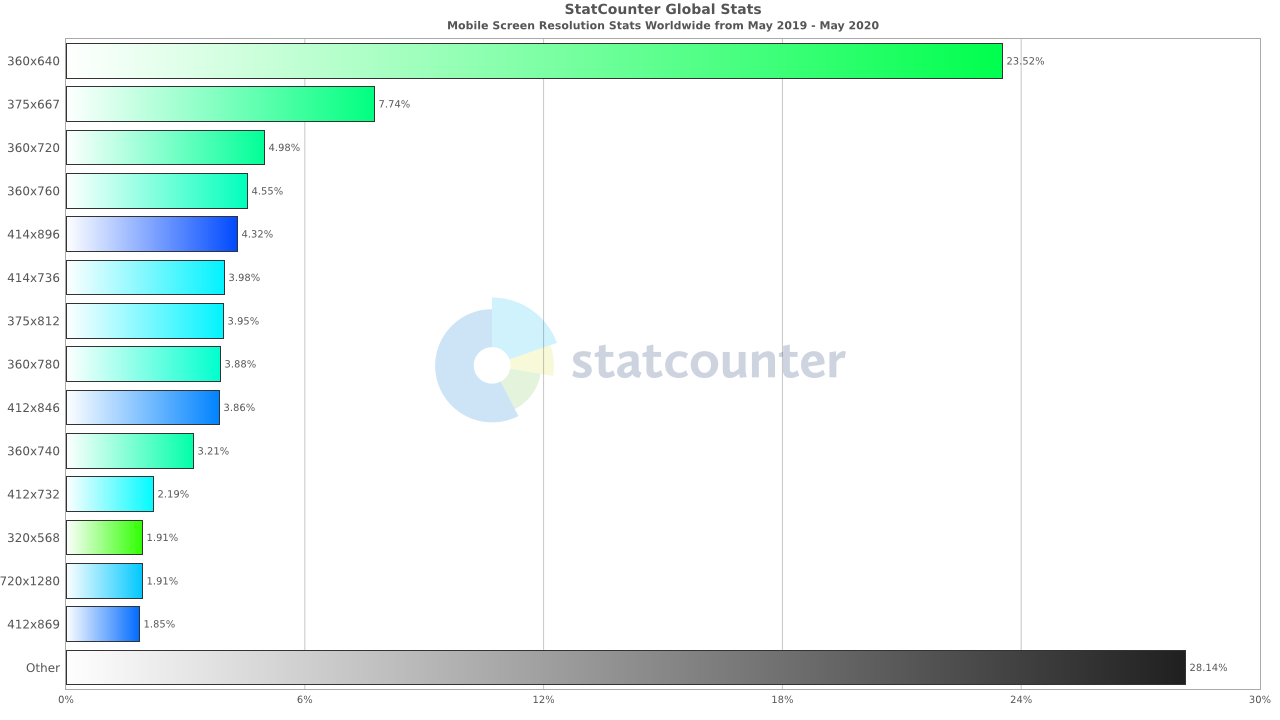 StatCounter Global Stats
Mobile Screen Resolution Stats Worldwide from May 2019 - May 2020
360x640 23.52%
375x667 7.74%
360x720 4.98%
360x760 4.55%
414x896 4.32%
414x736 3.98%
375x812 3.95%
statcounter
360x780 3.88%
412x846 3.86%
360x740 3.21%
412x732 2.19%
320x568 1.91%
720x1280 1.91%
412x869 1.85%
Other 28.14%
0% 6% 12% 18% 24% 30%